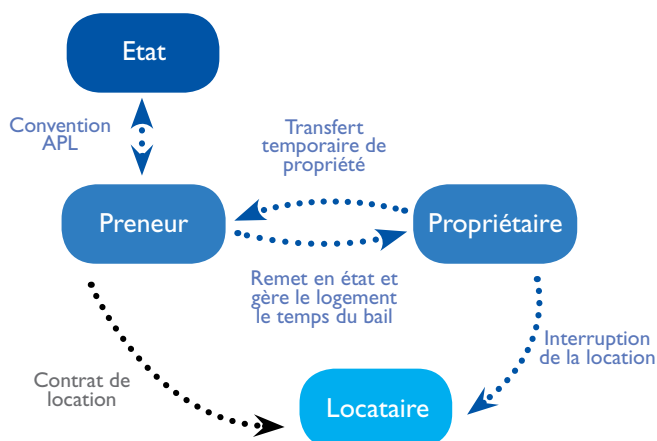 Etat
Convention
APL
Transfert
temporaire de
propriété
Preneur
Propriétaire
Remet en état et
gère le logement
le temps du bail
Interruption
de la location
Contrat de
location
Locataire